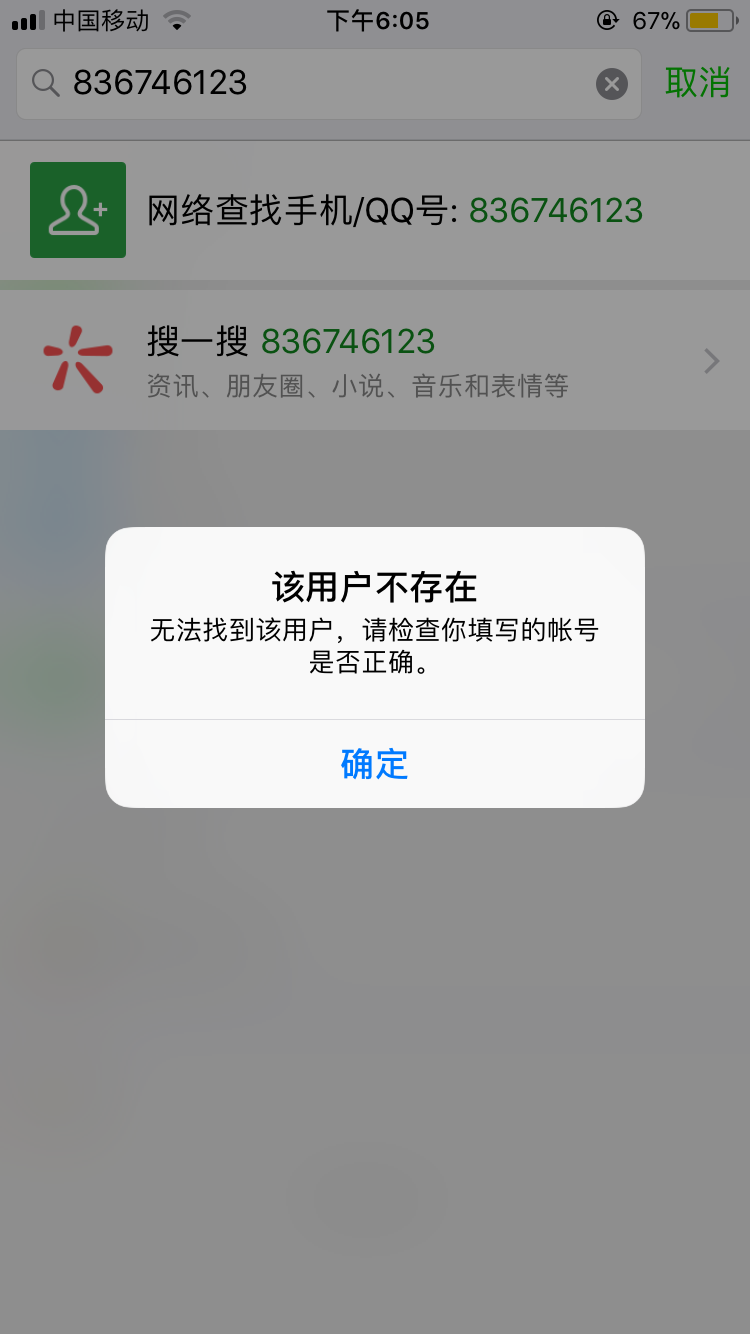 中国移动 下午6:05 67%
836746123 取消
网络查找手机/QQ号: 836746123
搜一搜 836746123
资讯、朋友圈、小说、音乐和表情等
该用户不存在
无法找到该用户，请检查你填写的帐号
是否正确。
确定